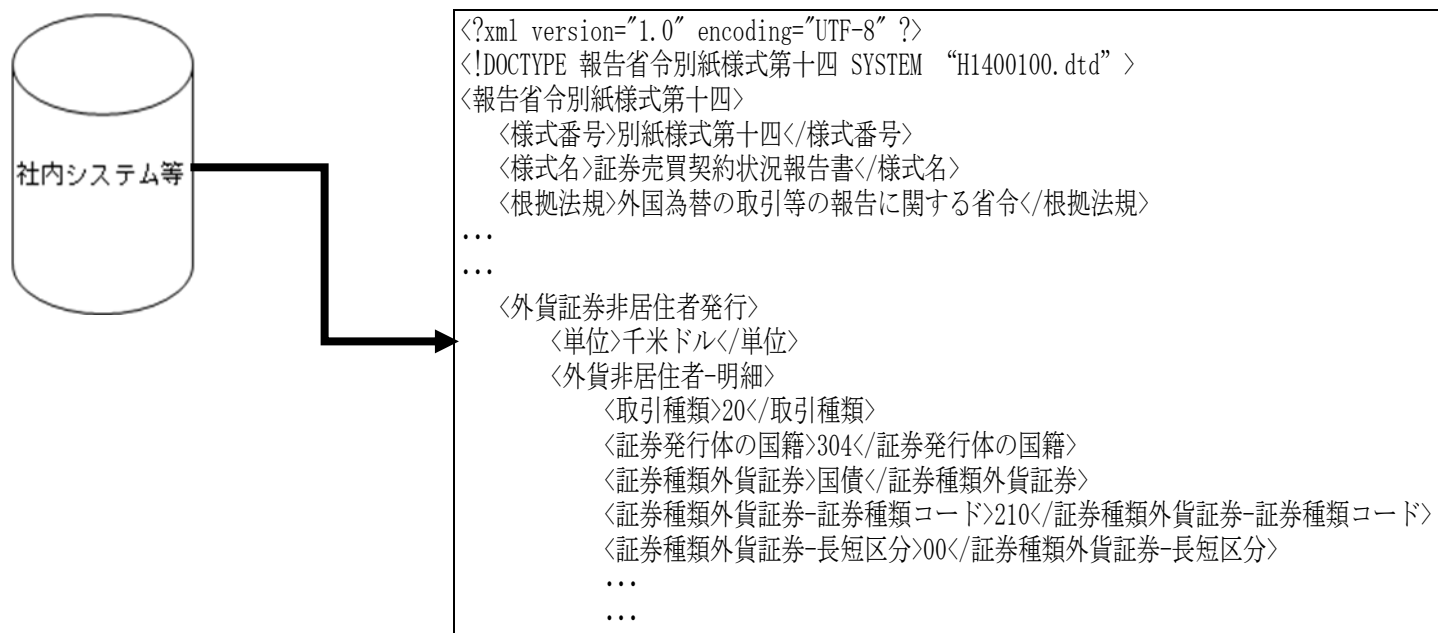 社内システム等
<?xml version="1.0" encoding="UTF-8" ?>
<!DOCTYPE 報告省令別紙様式第十四 SYSTEM “H1400100.dtd”>
<報告省令別紙様式第十四>
<様式番号>別紙様式第十四</様式番号>
<様式名>証券売買契約状況報告書</様式名>
<根拠法規>外国為替の取引等の報告に関する省令</根拠法規>
...
...
<外貨証券非居住者発行>
<単位>千米ドル</単位>
<外貨非居住者-明細>
<取引種類>20</取引種類>
<証券発行体の国籍>304</証券発行体の国籍>
<証券種類外貨証券>国債</証券種類外貨証券>
<証券種類外貨証券-証券種類コード>210</証券種類外貨証券-証券種類コード>
<証券種類外貨証券-長短区分>00</証券種類外貨証券-長短区分>
...
...